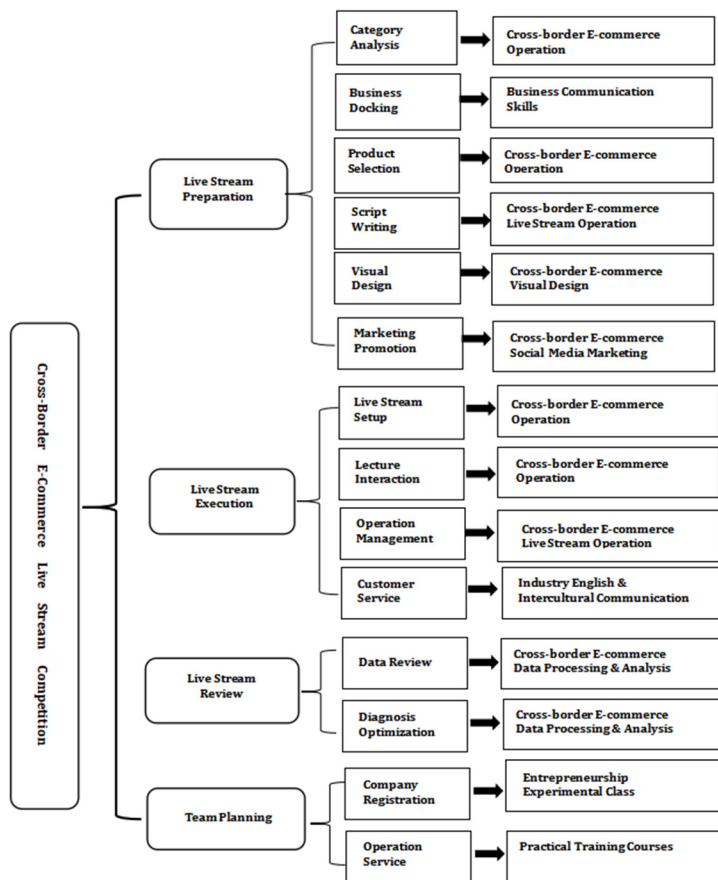 Cross-Border E-Commerce Live Stream Competition
Live Stream
Preparation
Category
Analysis
Cross-border E-commerce
Operation
Business
Docking
Business Communication
Skills
Product
Selection
Cross-border E-commerce
Operation
Script
Writing
Cross-border E-commerce
Live Stream Operation
Visual
Design
Cross-border E-commerce
Visual Design
Marketing
Promotion
Cross-border E-commerce
Social Media Marketing
Live Stream
Execution
Live Stream
Setup
Cross-border E-commerce
Operation
Lecture
Interaction
Cross-border E-commerce
Operation
Operation
Management
Cross-border E-commerce
Live Stream Operation
Customer
Service
Industry English &
Intercultural Communication
Live Stream
Review
Data Review
Cross-border E-commerce
Data Processing & Analysis
Diagnosis
Optimization
Cross-border E-commerce
Data Processing & Analysis
Team Planning
Company
Registration
Entrepreneurship
Experimental Class
Operation
Service
Practical Training Courses